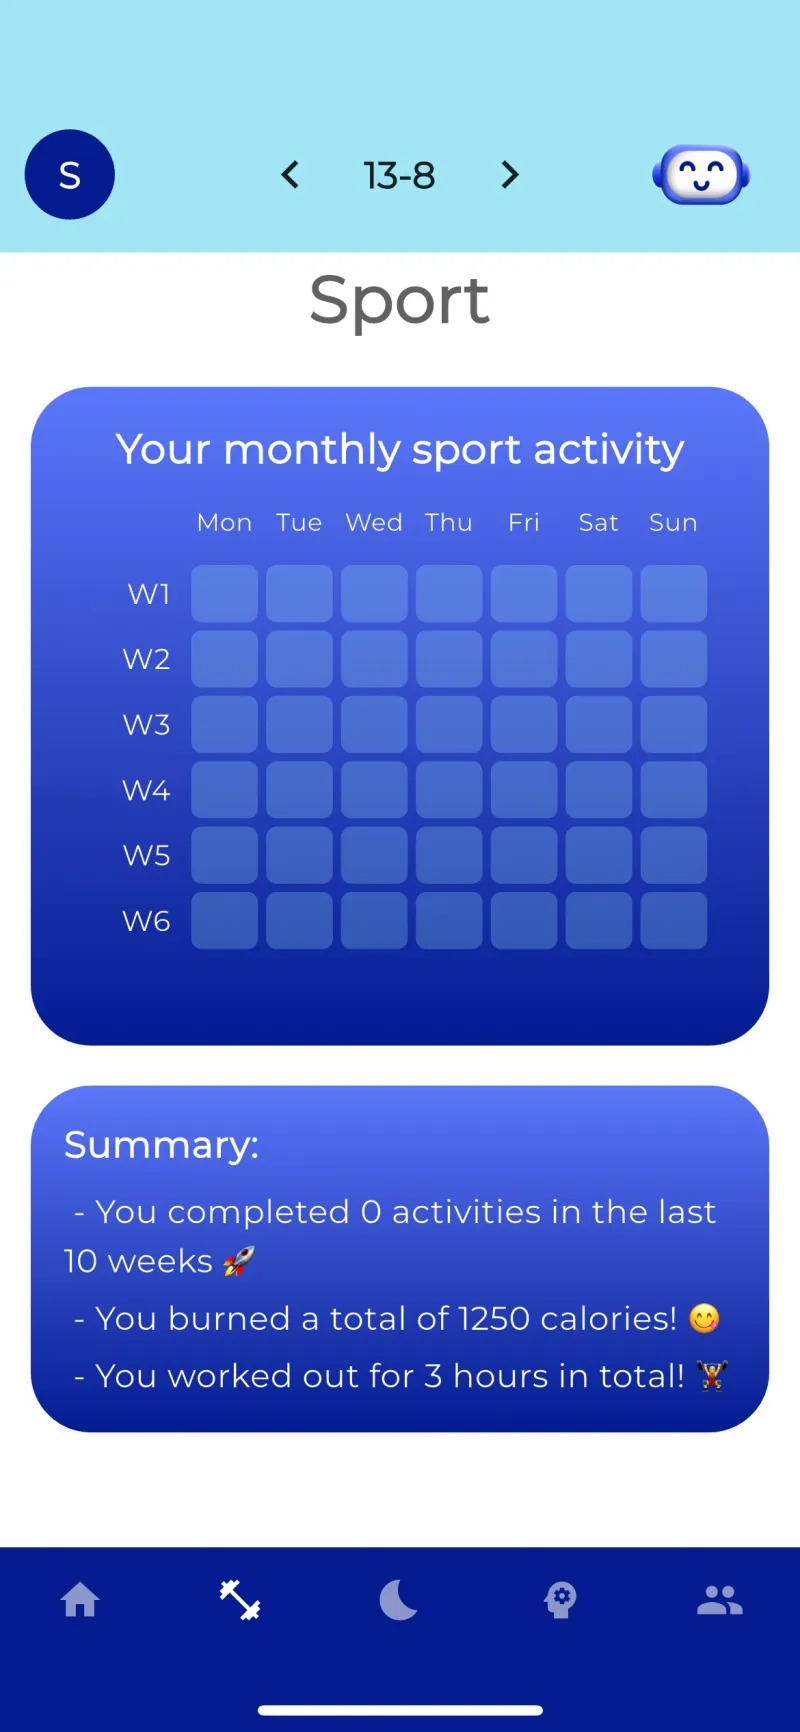 S
13-8
Sport
Your monthly sport activity
Mon Tue Wed Thu Fri Sat Sun
W1
W2
W3
W4
W5
W6
Summary:
- You completed 0 activities in the last
10 weeks 🚀
- You burned a total of 1250 calories! 😋
- You worked out for 3 hours in total! 🏋️